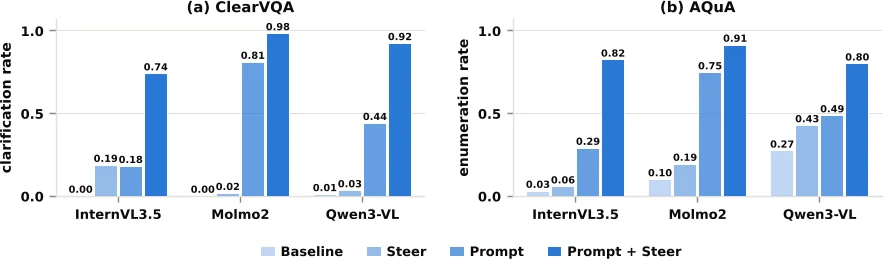 (a) ClearVQA
clarification rate
1.0
0.5
0.0
0.00 0.19 0.18 0.74
0.00 0.02 0.81 0.98
0.01 0.03 0.44 0.92
InternVL3.5 Molmo2 Qwen3-VL
(b) AQuA
enumeration rate
1.0
0.5
0.0
0.03 0.06 0.29 0.82
0.10 0.19 0.75 0.91
0.27 0.43 0.49 0.80
InternVL3.5 Molmo2 Qwen3-VL
Baseline Steer Prompt Prompt + Steer